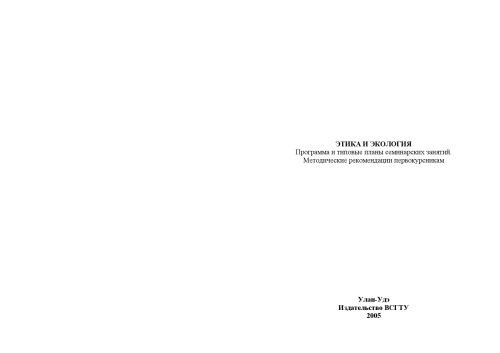 ЭТИКА И ЭКОЛОГИЯ
Программа и типовые планы семинарских занятий.
Методические рекомендации первокурсникам
Улан-Удэ
Издательство ВСГТУ
2005